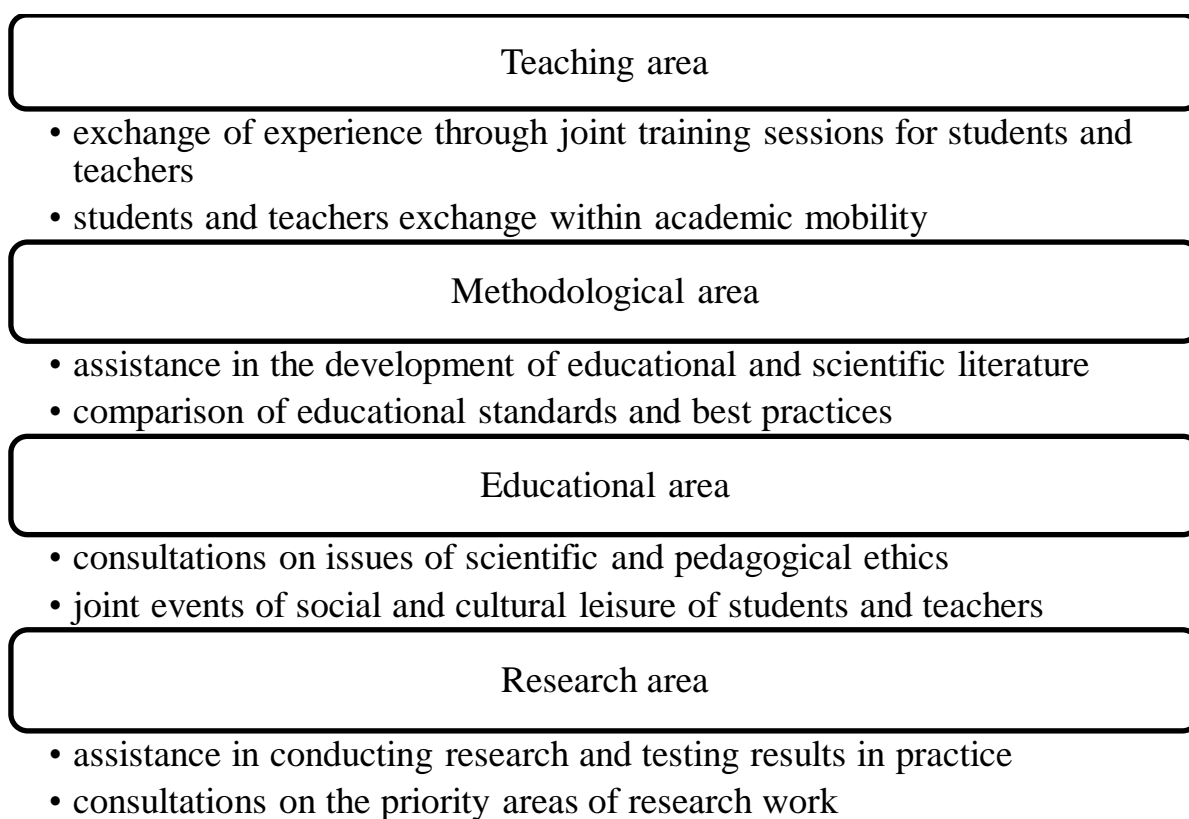 Teaching area
• exchange of experience through joint training sessions for students and
teachers
• students and teachers exchange within academic mobility
Methodological area
• assistance in the development of educational and scientific literature
• comparison of educational standards and best practices
Educational area
• consultations on issues of scientific and pedagogical ethics
• joint events of social and cultural leisure of students and teachers
Research area
• assistance in conducting research and testing results in practice
• consultations on the priority areas of research work